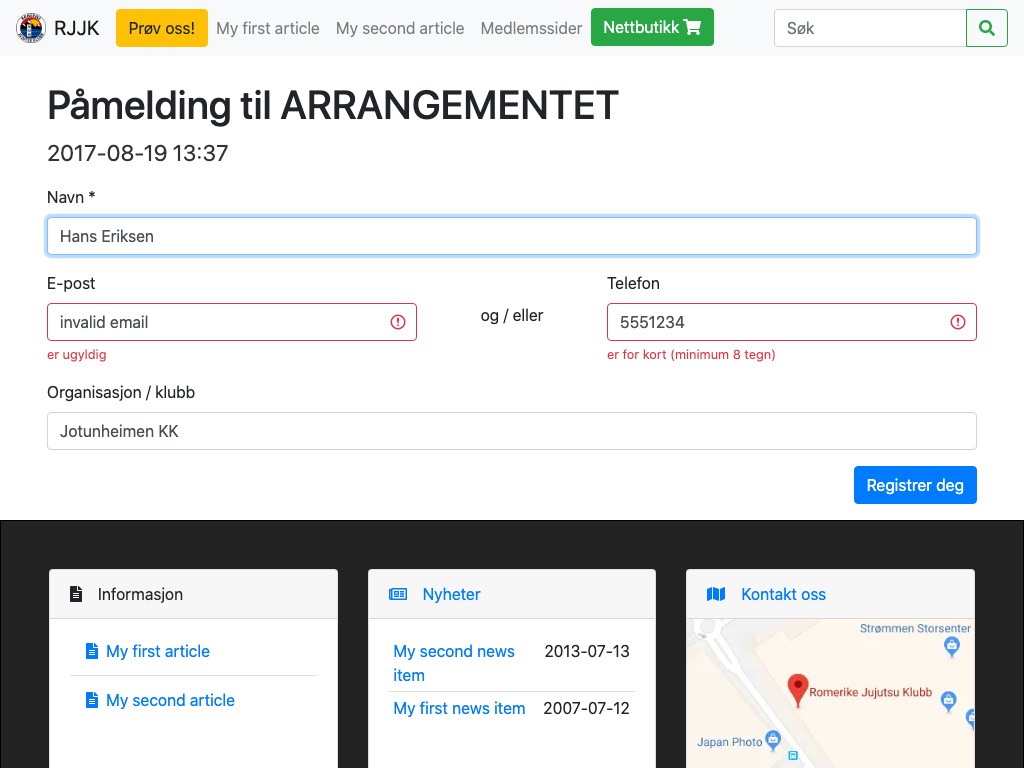 RJJK Prøv oss! My first article My second article Medlemssider Nettbutikk Søk
Påmelding til ARRANGEMENTET
2017-08-19 13:37
Navn *
Hans Eriksen
E-post
Telefon
invalid email
og / eller
5551234
er ugyldig
er for kort (minimum 8 tegn)
Organisasjon / klubb
Jotunheimen KK
Registrer deg
Informasjon
My first article
My second article
Nyheter
My second news item 2013-07-13
My first news item 2007-07-12
Kontakt oss
Strømmen Storsenter
Romerike Jujutsu Klubb
Japan Photo